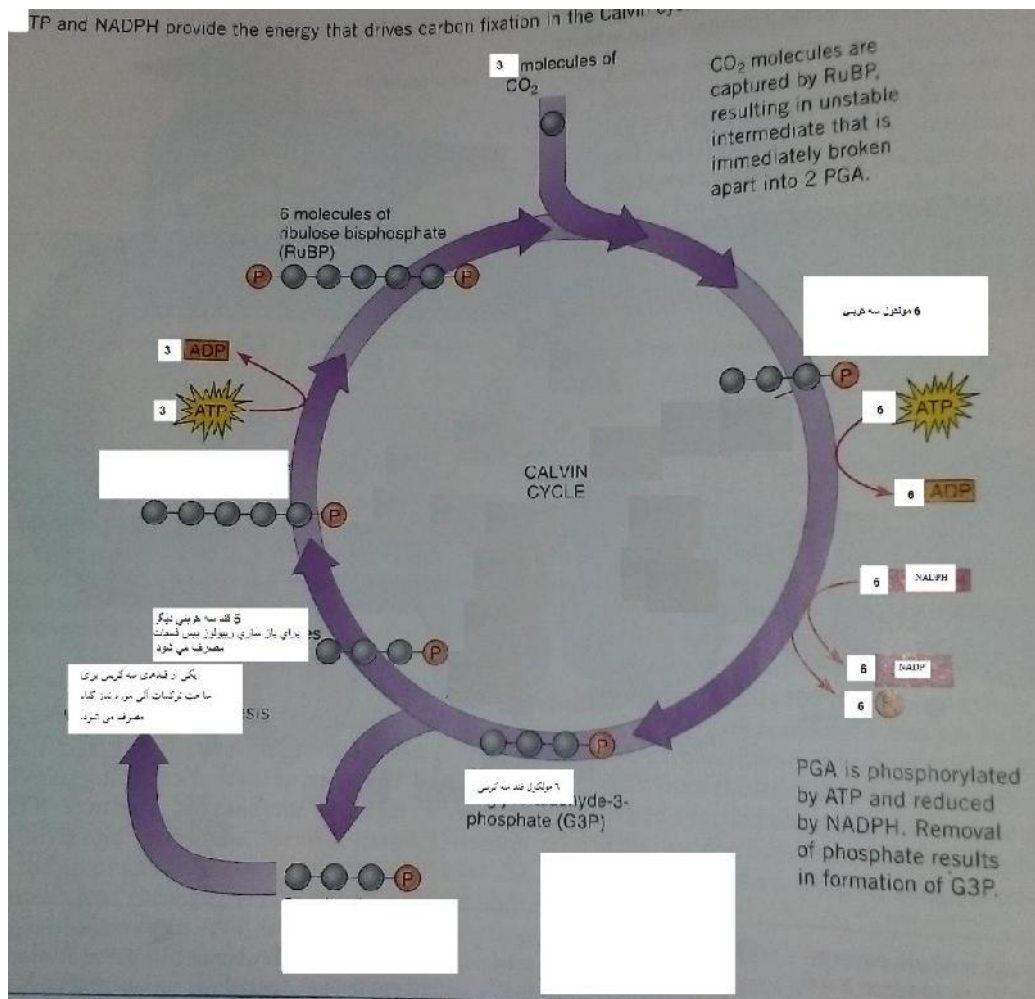 TP and NADPH provide the energy that drives carbon fixation in the Calvin
3 molecules of
CO₂
CO₂ molecules are
captured by RuBP,
resulting in unstable
intermediate that is
immediately broken
apart into 2 PGA.
6 molecules of
ribulose bisphosphate
(RuBP)
P P
6 مولکول سه کربنی
3 ADP
3 ATP
P
6 ATP
CALVIN
CYCLE
P
6 ADP
6 NADPH
5 قند سه کربنی دیگر
برای باز سازی ریبولوز بیس فسفات
مصرف می شود
es
P
6 NADP
6 P
یکی از قندهای سه کربنی برای
ساخت ترکیبات آلی مورد نیاز گیاه
مصرف می شود.
ESIS
P
۶ مولکول قند سه کربنی
dehyde-3-
phosphate (G3P)
PGA is phosphorylated
by ATP and reduced
by NADPH. Removal
of phosphate results
in formation of G3P.
P